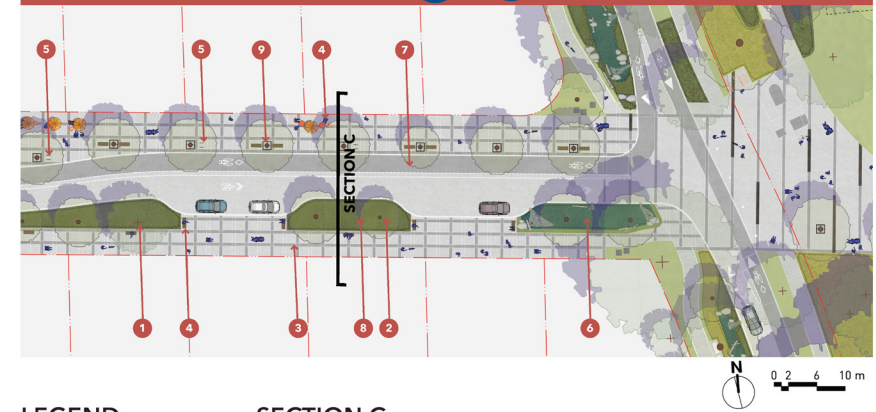 5 5 9 4 7
SECTION C
1 4 3 8 2 6
N
0 2 6 10 m
LEGEND
SECTION C